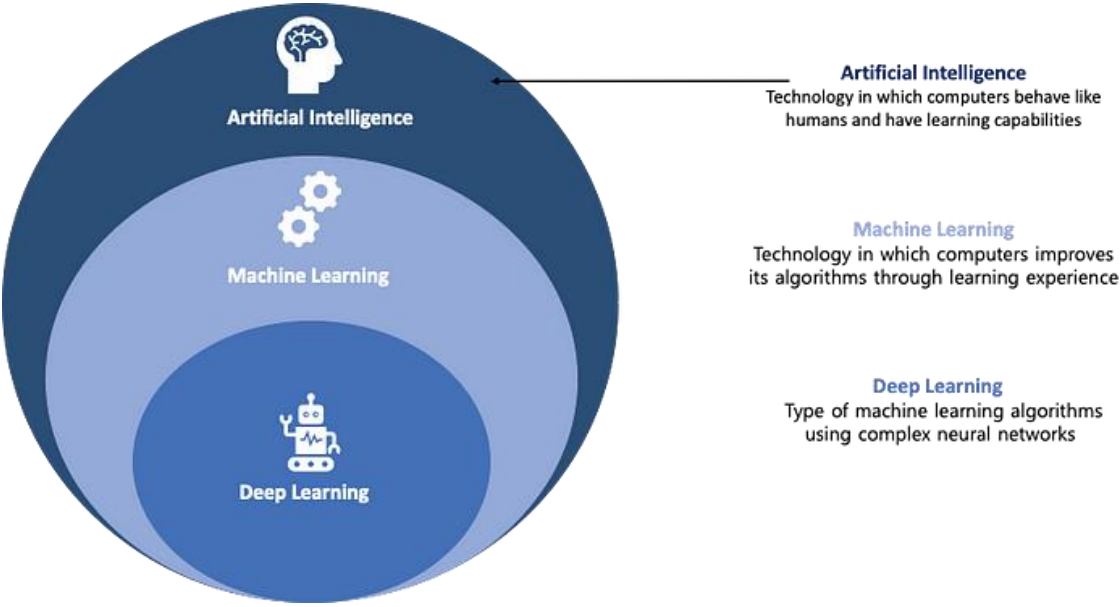 Artificial Intelligence
Machine Learning
Deep Learning
Artificial Intelligence
Technology in which computers behave like
humans and have learning capabilities
Machine Learning
Technology in which computers improves
its algorithms through learning experience
Deep Learning
Type of machine learning algorithms
using complex neural networks